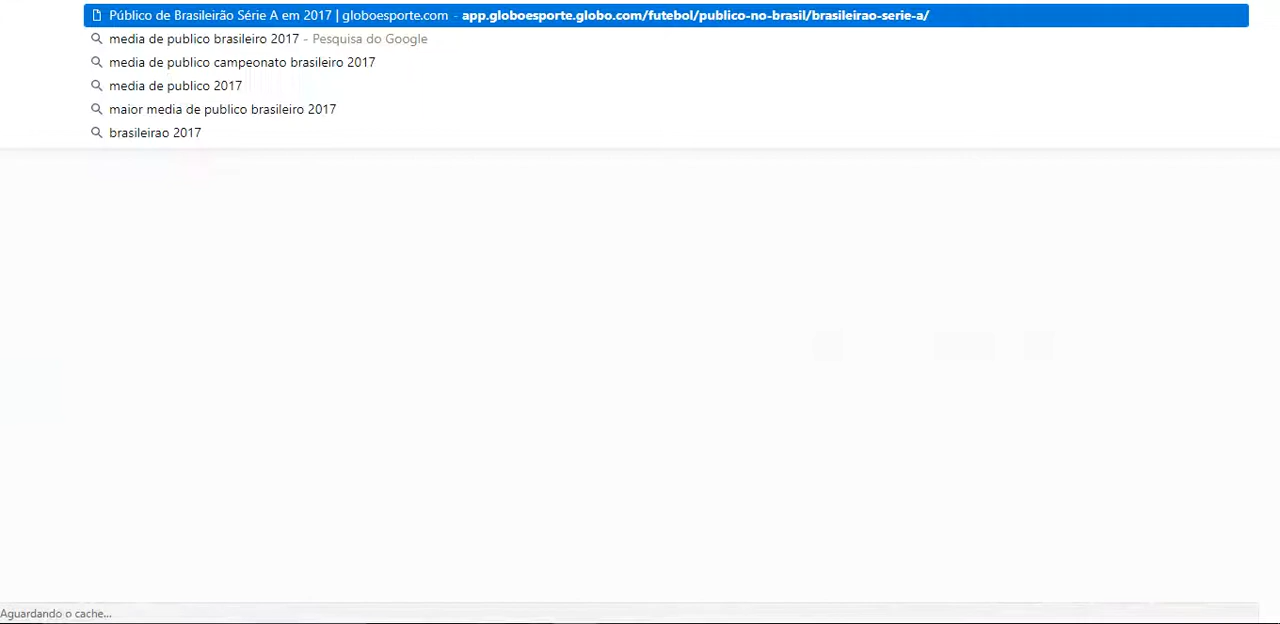 Público de Brasileirão Série A em 2017 | globoesporte.com - app.globoesporte.globo.com/futebol/publico-no-brasil/brasileirao-serie-a/
media de publico brasileiro 2017 - Pesquisa do Google
media de publico campeonato brasileiro 2017
media de publico 2017
maior media de publico brasileiro 2017
brasileirao 2017
Aguardando o cache...